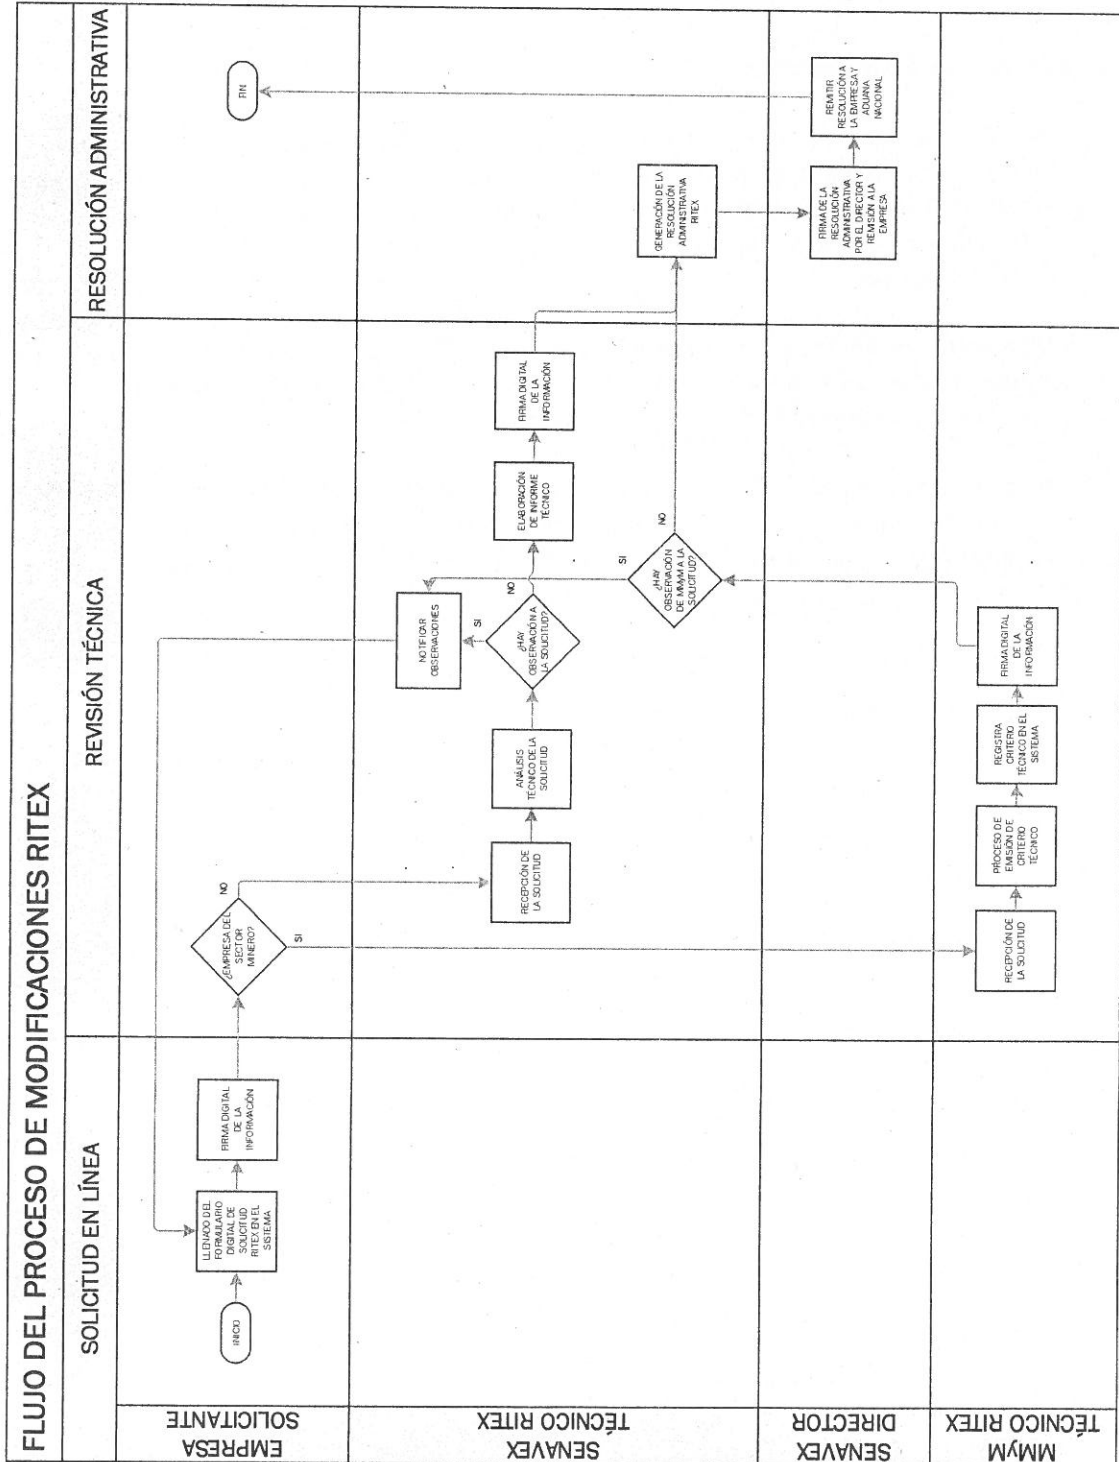 FLUJO DEL PROCESO DE MODIFICACIONES RITEX
SOLICITUD EN LÍNEA
REVISIÓN TÉCNICA
RESOLUCIÓN ADMINISTRATIVA
EMPRESA
SOLICITANTE
INICIO
LLENADO DEL
FORMULARIO
DIGITAL DE
SOLICITUD
RITEX EN EL
SISTEMA
FIRMA DIGITAL
DE LA
INFORMACIÓN
¿EMPRESA DEL
SECTOR
MINERO?
NO
SI
FIN
SENAVEX
TÉCNICO RITEX
RECEPCIÓN DE
LA SOLICITUD
ANÁLISIS
TÉCNICO DE LA
SOLICITUD
¿HAY
OBSERVACIÓN A
LA SOLICITUD?
SI
NO
NOTIFICAR
OBSERVACIONES
ELABORACIÓN
DE INFORME
TÉCNICO
FIRMA DIGITAL
DE LA
INFORMACIÓN
¿HAY
OBSERVACIÓN
DE MMyM A LA
SOLICITUD?
SI
NO
GENERACIÓN DE LA
RESOLUCIÓN
ADMINISTRATIVA
RITEX
SENAVEX
DIRECTOR
FIRMA DE LA
RESOLUCIÓN
ADMINISTRATIVA
POR EL DIRECTOR Y
REMISIÓN A LA
EMPRESA
REMITIR
RESOLUCIÓN A
LA EMPRESA Y
ADUANA
NACIONAL
MMyM
TÉCNICO RITEX
RECEPCIÓN DE
LA SOLICITUD
PROCESO DE
EMISIÓN DE
CRITERIO
TÉCNICO
REGISTRA
CRITERIO
TÉCNICO EN EL
SISTEMA
FIRMA DIGITAL
DE LA
INFORMACIÓN